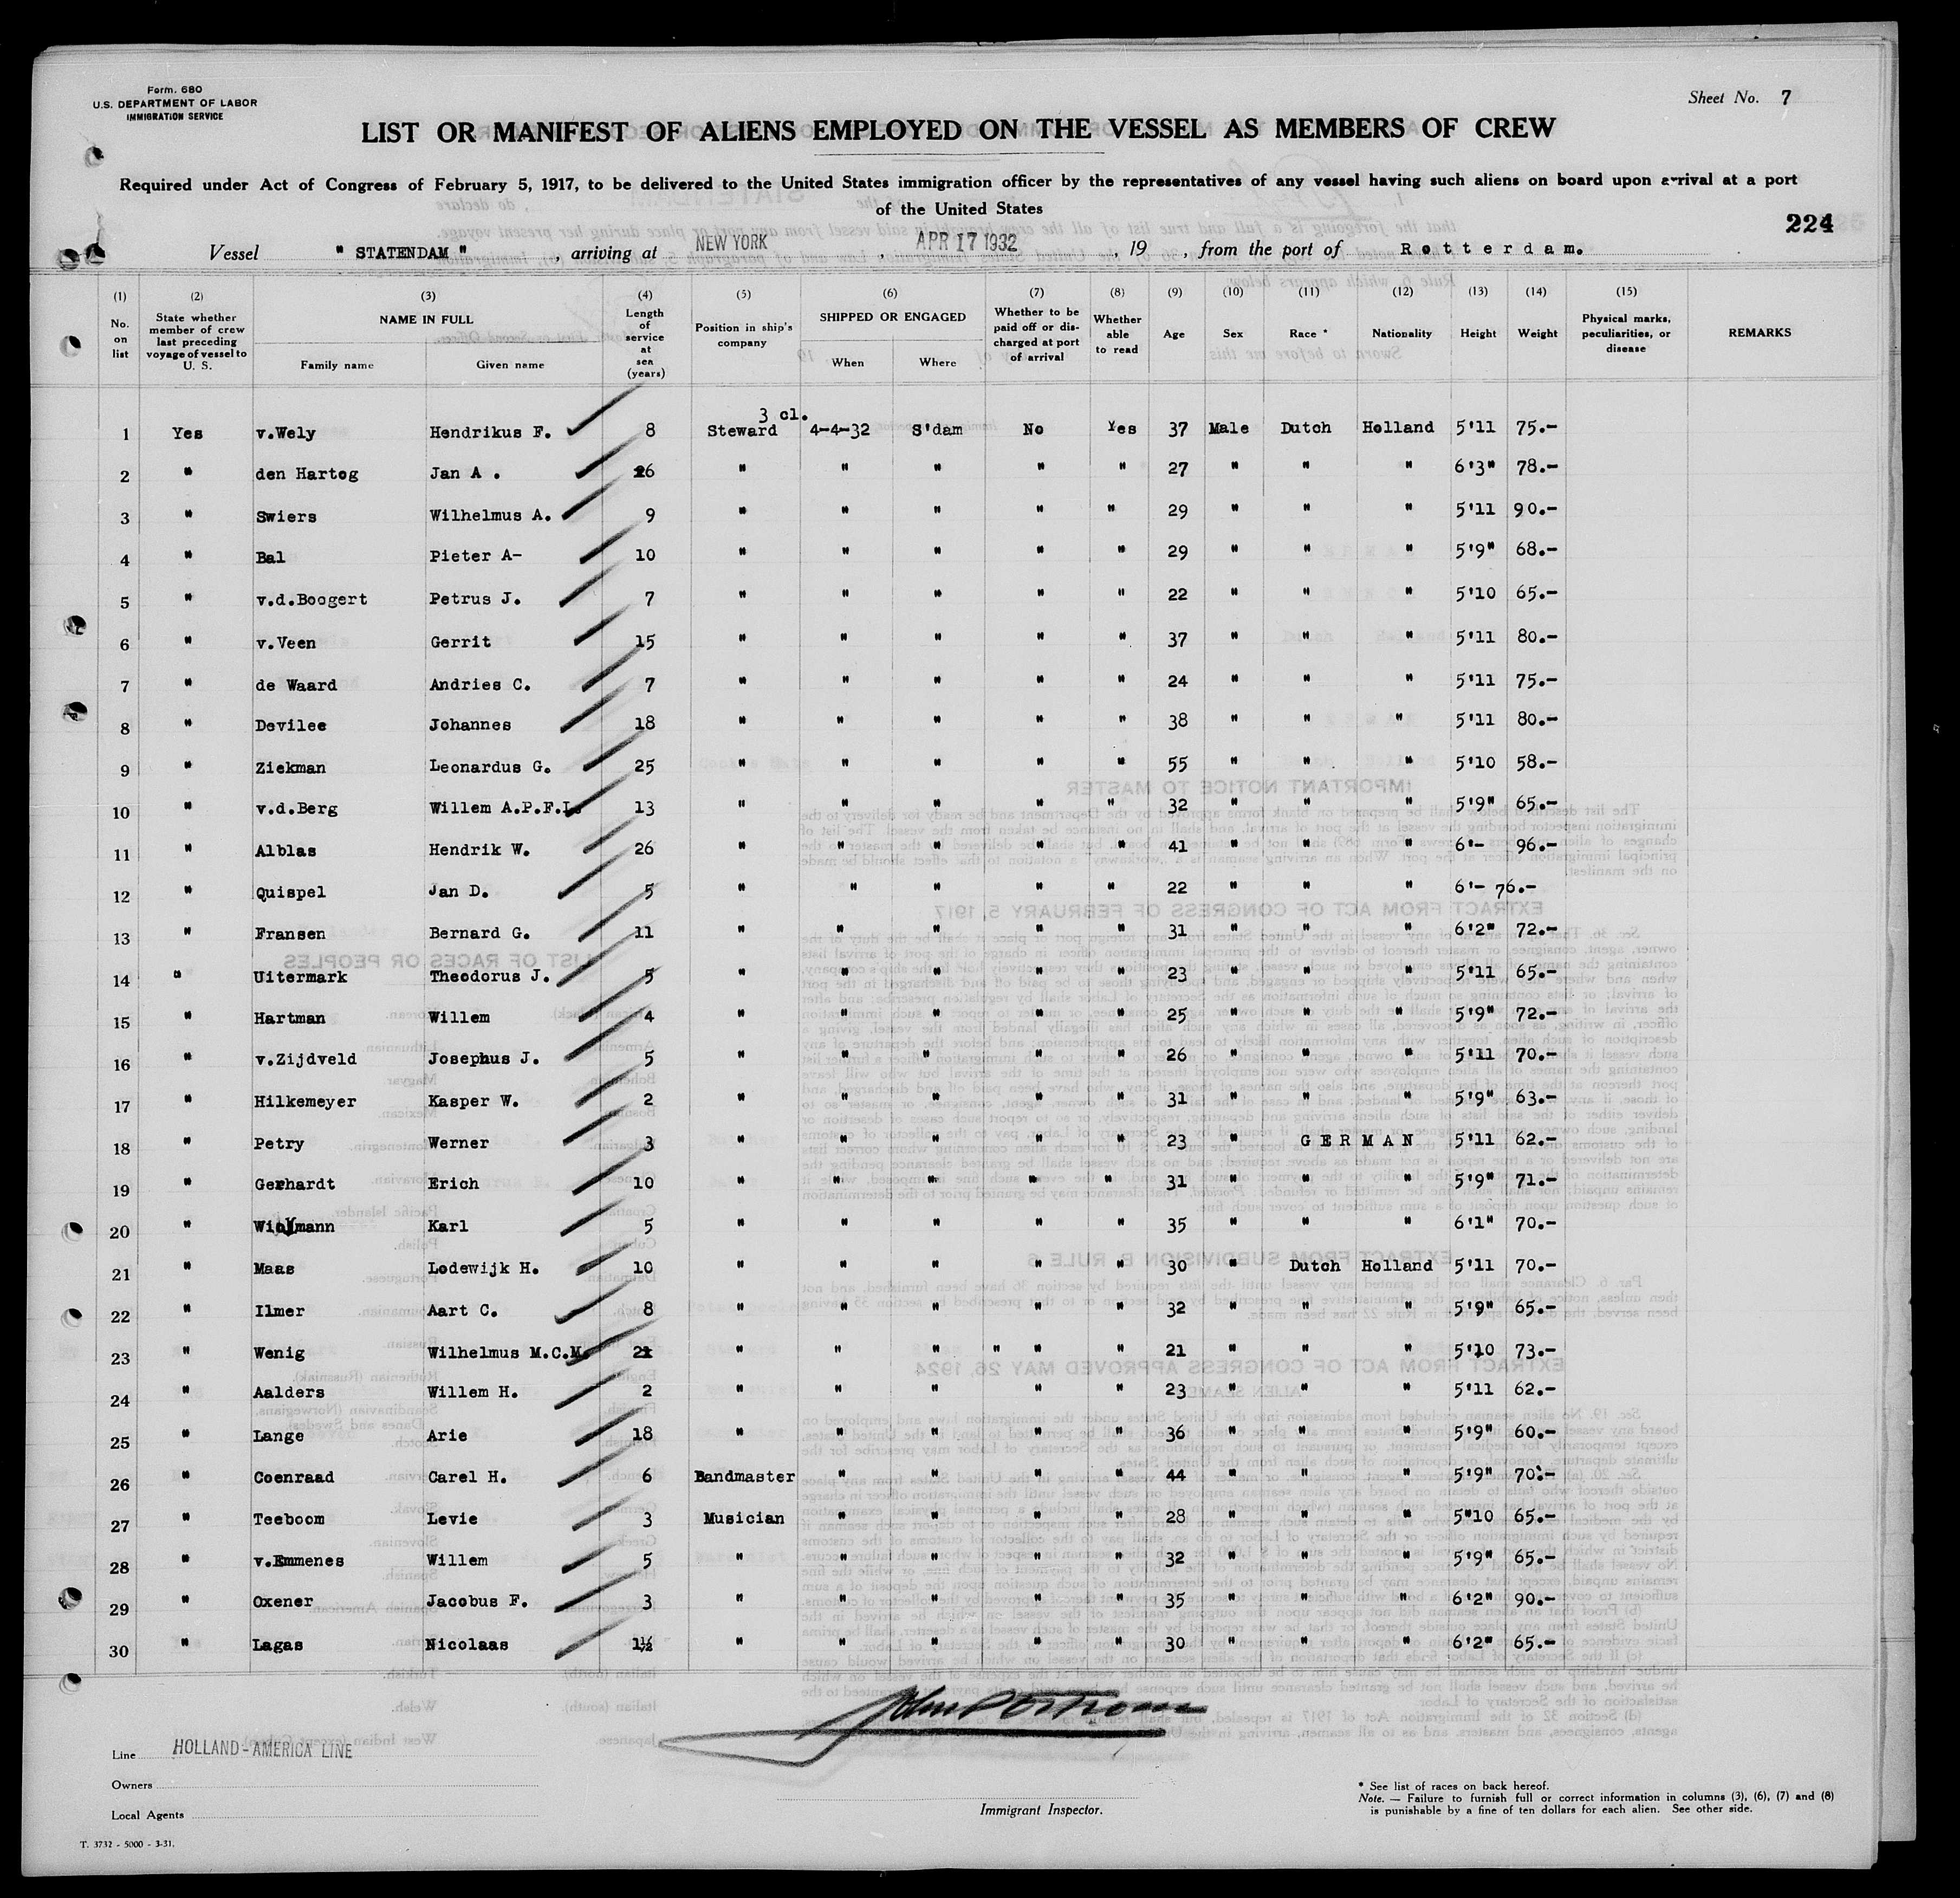 Form. 680
U.S. DEPARTMENT OF LABOR
IMMIGRATION SERVICE
Sheet No. 7
LIST OR MANIFEST OF ALIENS EMPLOYED ON THE VESSEL AS MEMBERS OF CREW
Required under Act of Congress of February 5, 1917, to be delivered to the United States immigration officer by the representatives of any vessel having such aliens on board upon arrival at a port
of the United States
224
Vessel " STATENDAM " , arriving at NEW YORK , APR 17 1932 , 19 , from the port of Rotterdam.
(1) (2) (3) (4) (5) (6) (7) (8) (9) (10) (11) (12) (13) (14) (15)
No. on list State whether member of crew last preceding voyage of vessel to U. S. NAME IN FULL Family name Given name Length of service at sea (years) Position in ship's company SHIPPED OR ENGAGED When Where Whether to be paid off or discharged at port of arrival Whether able to read Age Sex Race * Nationality Height Weight Physical marks, peculiarities, or disease REMARKS
3 cl.
1 Yes v.Wely Hendrikus F. 8 Steward 4-4-32 S'dam No Yes 37 Male Dutch Holland 5'11 75.-
2 " den Hartog Jan A . 6 " " " " " 27 " " " 6'3" 78.-
3 " Swiers Wilhelmus A. 9 " " " " " 29 " " " 5'11 90.-
4 " Bal Pieter A- 10 " " " " " 29 " " " 5'9" 68.-
5 " v.d.Boogert Petrus J. 7 " " " " " 22 " " " 5'10 65.-
6 " v.Veen Gerrit 15 " " " " " 37 " " " 5'11 80.-
7 " de Waard Andries C. 7 " " " " " 24 " " " 5'11 75.-
8 " Devilee Johannes 18 " " " " " 38 " " " 5'11 80.-
9 " Ziekman Leonardus G. 25 " " " " " 55 " " " 5'10 58.-
10 " v.d.Berg Willem A.P.F.L. 13 " " " " " 32 " " " 5'9" 65.-
11 " Alblas Hendrik W. 26 " " " " " 41 " " " 6'- 96.-
12 " Quispel Jan D. 5 " " " " " 22 " " " 6'- 76.-
13 " Fransen Bernard G. 11 " " " " " 31 " " " 6'2" 72.-
14 " Uitermark Theodorus J. 5 " " " " " 23 " " " 5'11 65.-
15 " Hartman Willem 4 " " " " " 25 " " " 5'9" 72.-
16 " v.Zijdveld Josephus J. 5 " " " " " 26 " " " 5'11 70.-
17 " Hilkemeyer Kasper W. 2 " " " " " 31 " " " 5'9" 63.-
18 " Petry Werner 3 " " " " " 23 " GERMAN 5'11 62.-
19 " Gerhardt Erich 10 " " " " " 31 " " " 5'9" 71.-
20 " Karl 5 " " " " " 35 " " " 6'1" 70.-
21 " Maas Lodewijk H. 10 " " " " " 30 " Dutch Holland 5'11 70.-
22 " Ilmer Aart C. 8 " " " " " 32 " " " 5'9" 65.-
23 " Wenig Wilhelmus M.C.M. 2 " " " " " 21 " " " 5'10 73.-
24 " Aalders Willem H. 2 " " " " " 23 " " " 5'11 62.-
25 " Lange Arie 18 " " " " " 36 " " " 5'9" 60.-
26 " Coenraad Carel H. 6 Bandmaster " " " " 44 " " " 5'9" 70.-
27 " Teeboom Levie 3 Musician " " " " 28 " " " 5"10 65.-
28 " v.Emmenes Willem 5 " " " " " 32 " " " 5'9" 65.-
29 " Oxener Jacobus F. 3 " " " " " 35 " " " 6'2" 90.-
30 " Lagas Nicolaas 1½ " " " " " 30 " " " 6'2" 65.-
Line HOLLAND-AMERICA LINE
Owners
Local Agents
Immigrant Inspector.
* See list of races on back hereof.
Note. — Failure to furnish full or correct information in columns (3), (6), (7) and (8)
is punishable by a fine of ten dollars for each alien. See other side.
T. 3732 - 5000 - 3-31.